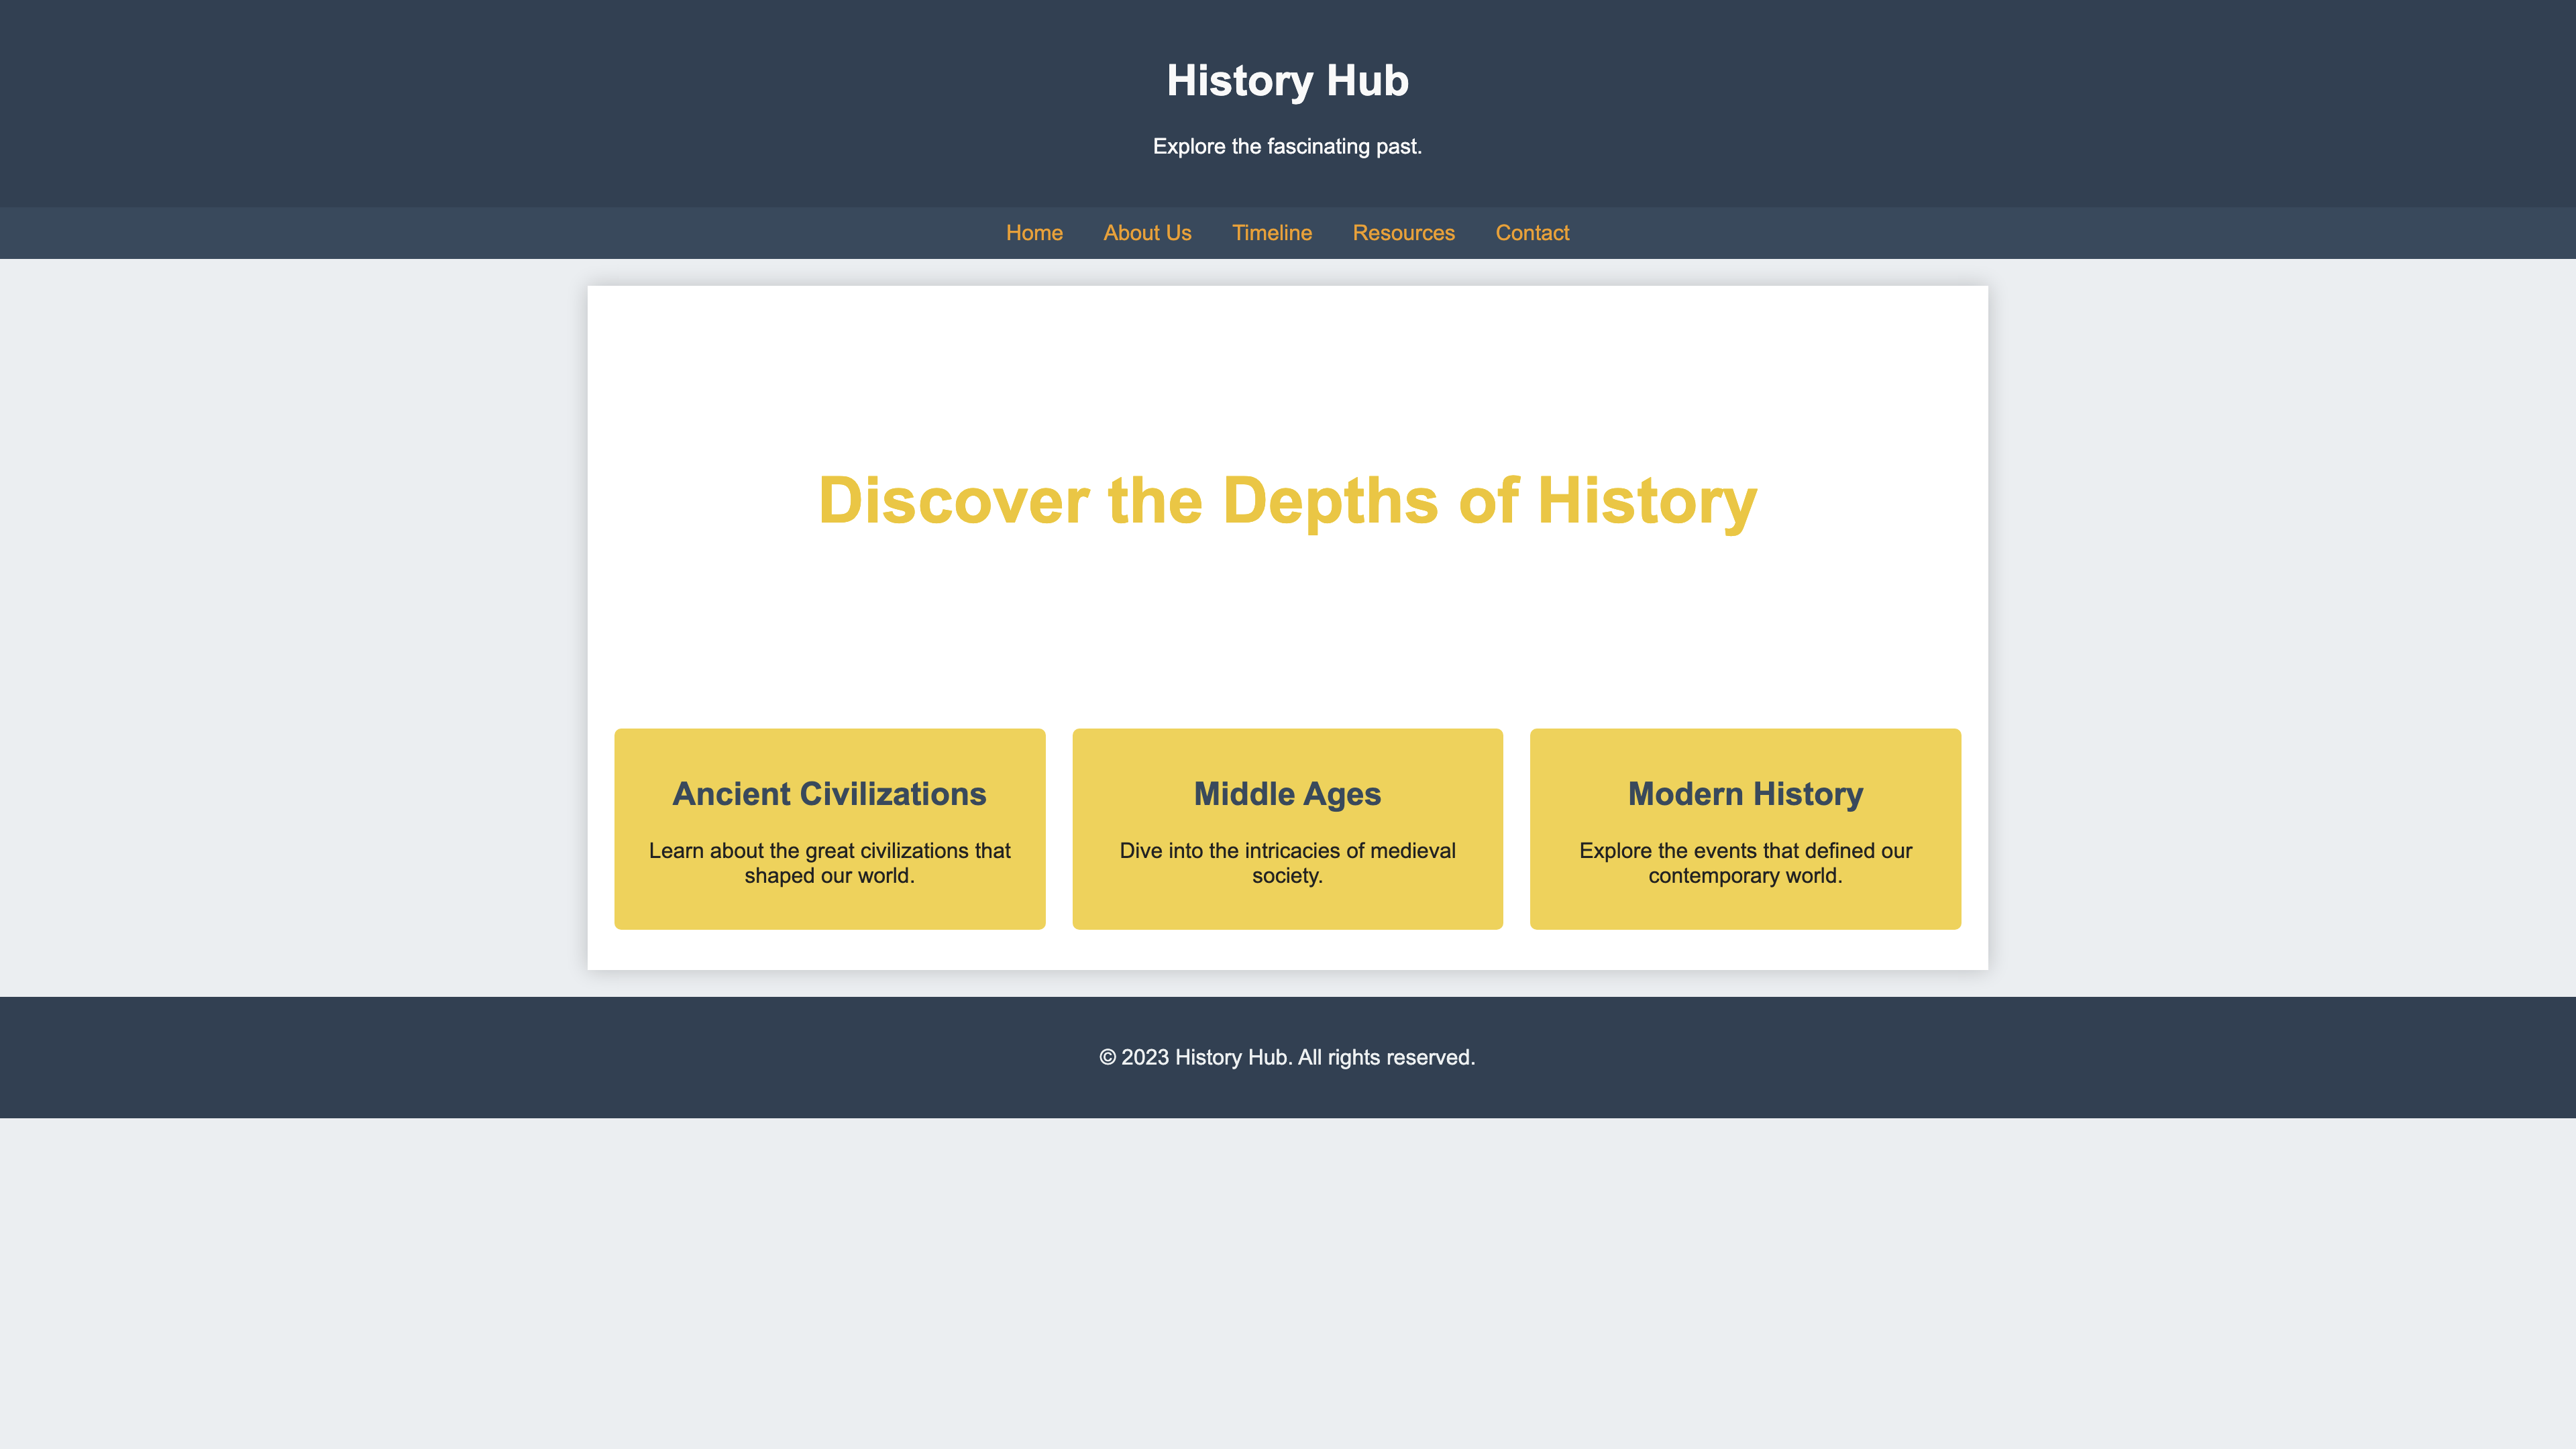 History Hub
Explore the fascinating past.
Home About Us Timeline Resources Contact
Discover the Depths of History
Ancient Civilizations
Learn about the great civilizations that
shaped our world.
Middle Ages
Dive into the intricacies of medieval
society.
Modern History
Explore the events that defined our
contemporary world.
© 2023 History Hub. All rights reserved.